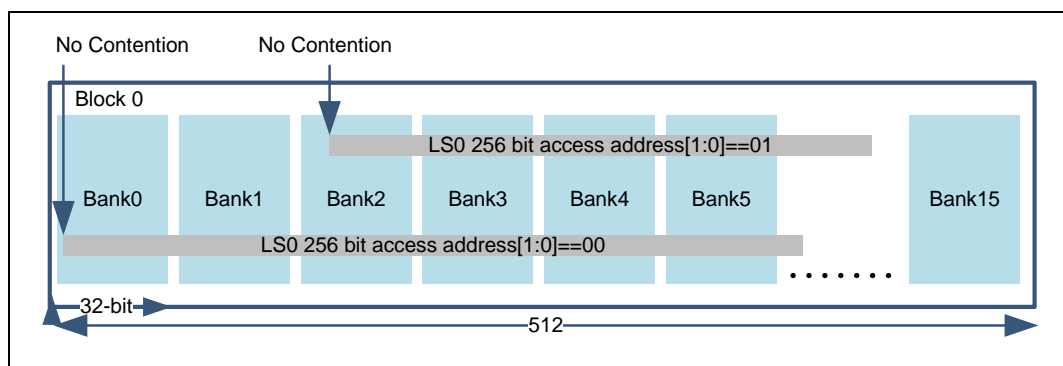 No Contention
No Contention
Block 0
LS0 256 bit access address[1:0]==01
Bank0
Bank1
Bank2
Bank3
Bank4
Bank5
Bank15
LS0 256 bit access address[1:0]==00
.......
32-bit
512